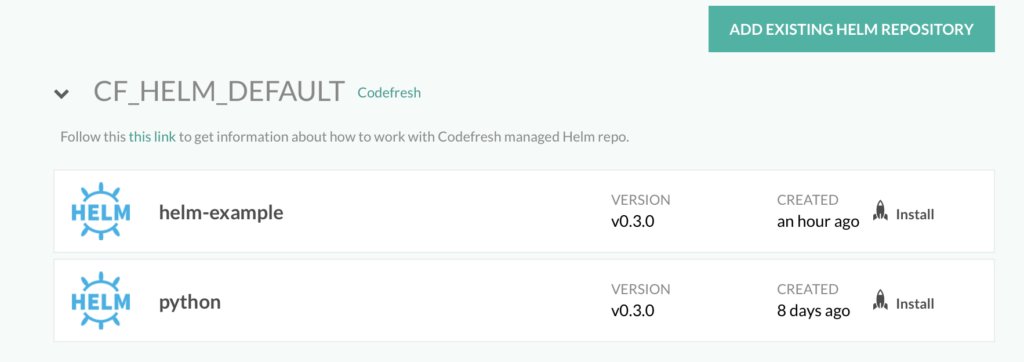 ADD EXISTING HELM REPOSITORY
CF_HELM_DEFAULT Codefresh
Follow this this link to get information about how to work with Codefresh managed Helm repo.
HELM helm-example VERSION CREATED
v0.3.0 an hour ago Install
HELM python VERSION CREATED
v0.3.0 8 days ago Install